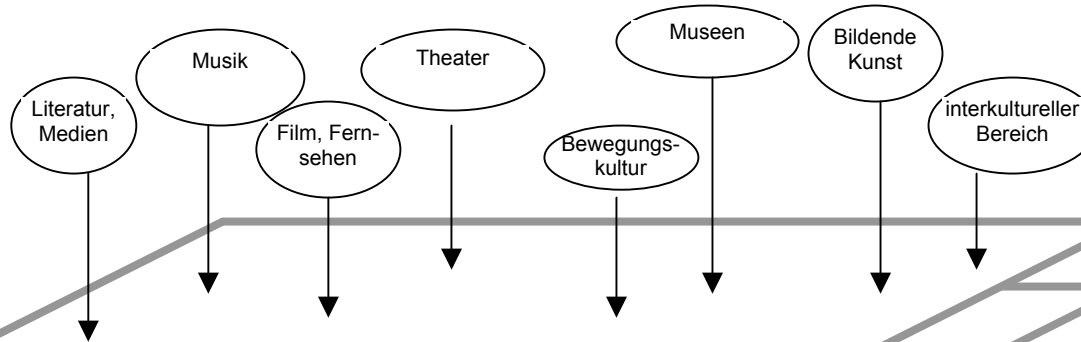 Literatur,
Medien
Musik
Film, Fern-
sehen
Theater
Bewegungs-
kultur
Museen
Bildende
Kunst
interkultureller
Bereich